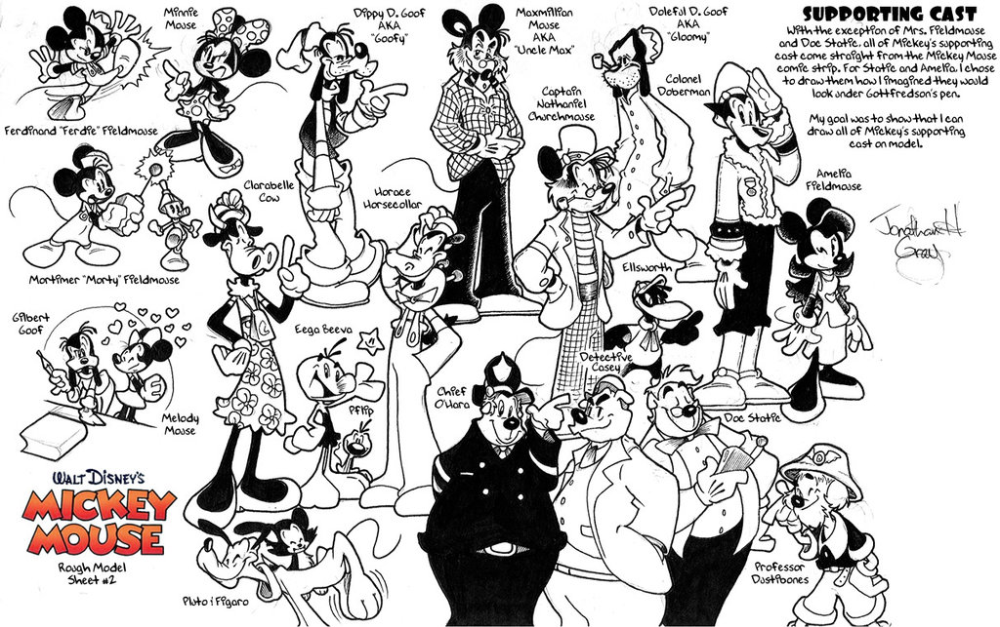 Minnie
Mouse
Dippy D. Goof
AKA
"Goofy"
Maxmillian
Mouse
AKA
"Uncle Max"
Doleful D. Goof
AKA
"Gloomy"
SUPPORTING CAST
With the exception of Mrs. Fieldmouse
and Doc Static, all of Mickey's supporting
cast come straight from the Mickey Mouse
comic strip. For Static and Amelia, I chose
to draw them how I imagined they would
look under Gottfredson's pen.
My goal was to show that I can
draw all of Mickey's supporting
cast on model.
Ferdinand "Ferdie" Fieldmouse
Captain
Nathaniel
Churchmouse
Colonel
Doberman
Clarabelle
Cow
Horace
Horsecollar
Amelia
Fieldmouse
Jonathan H
Gray
Mortimer "Morty" Fieldmouse
Ellsworth
Gilbert
Goof
Eega Beeva
Detective
Casey
Melody
Mouse
Pflip
Chief
O'Hara
Doc Static
WALT DISNEY'S
MICKEY
MOUSE
Rough Model
Sheet #2
Pluto i Figaro
Professor
Dustibones